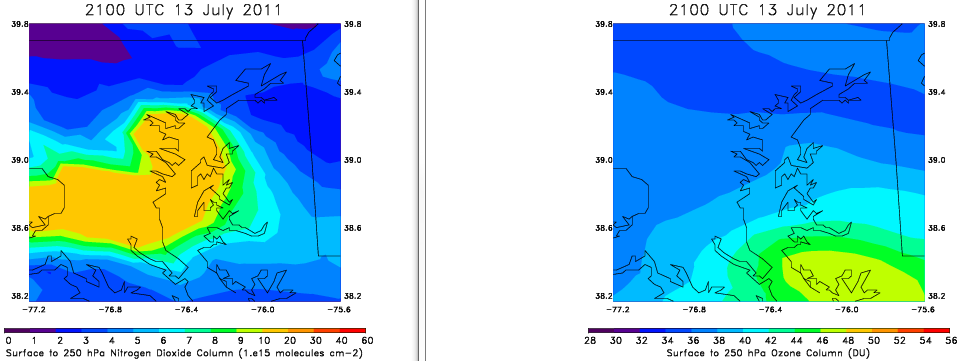 2100 UTC 13 July 2011
39.8 39.8
39.4 39.4
39.0 39.0
38.6 38.6
38.2 38.2
−77.2 −76.8 −76.4 −76.0 −75.6
0 1 2 3 4 5 6 7 8 9 10 20 30 40 60
Surface to 250 hPa Nitrogen Dioxide Column (1.e15 molecules cm−2)
2100 UTC 13 July 2011
39.8 39.8
39.4 39.4
39.0 39.0
38.6 38.6
38.2 38.2
−77.2 −76.8 −76.4 −76.0 −75.6
28 30 32 34 36 38 40 42 44 46 48 50 52 54 56
Surface to 250 hPa Ozone Column (DU)